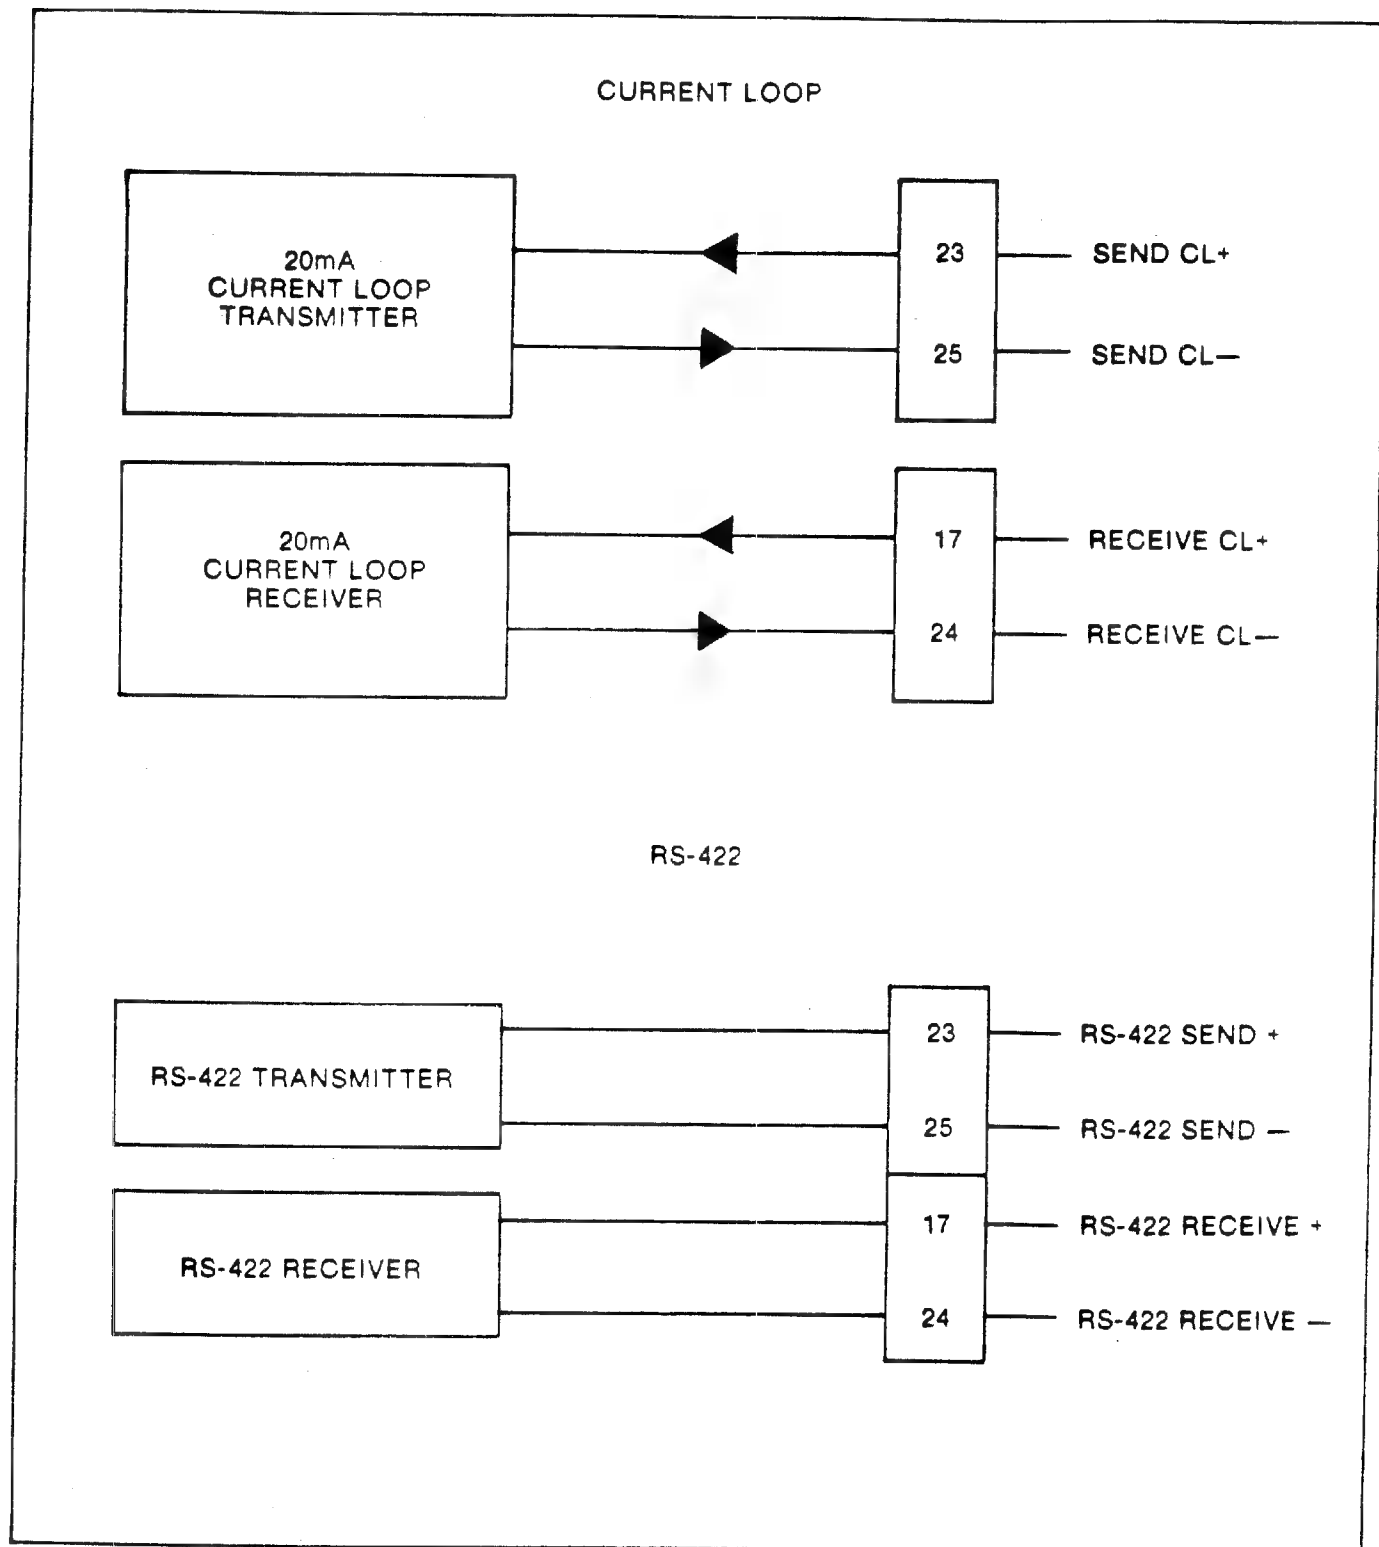 CURRENT LOOP
20mA
CURRENT LOOP
TRANSMITTER
23
SEND CL+
25
SEND CL—
20mA
CURRENT LOOP
RECEIVER
17
RECEIVE CL+
24
RECEIVE CL—
RS-422
RS-422 TRANSMITTER
23
RS-422 SEND +
25
RS-422 SEND —
RS-422 RECEIVER
17
RS-422 RECEIVE +
24
RS-422 RECEIVE —